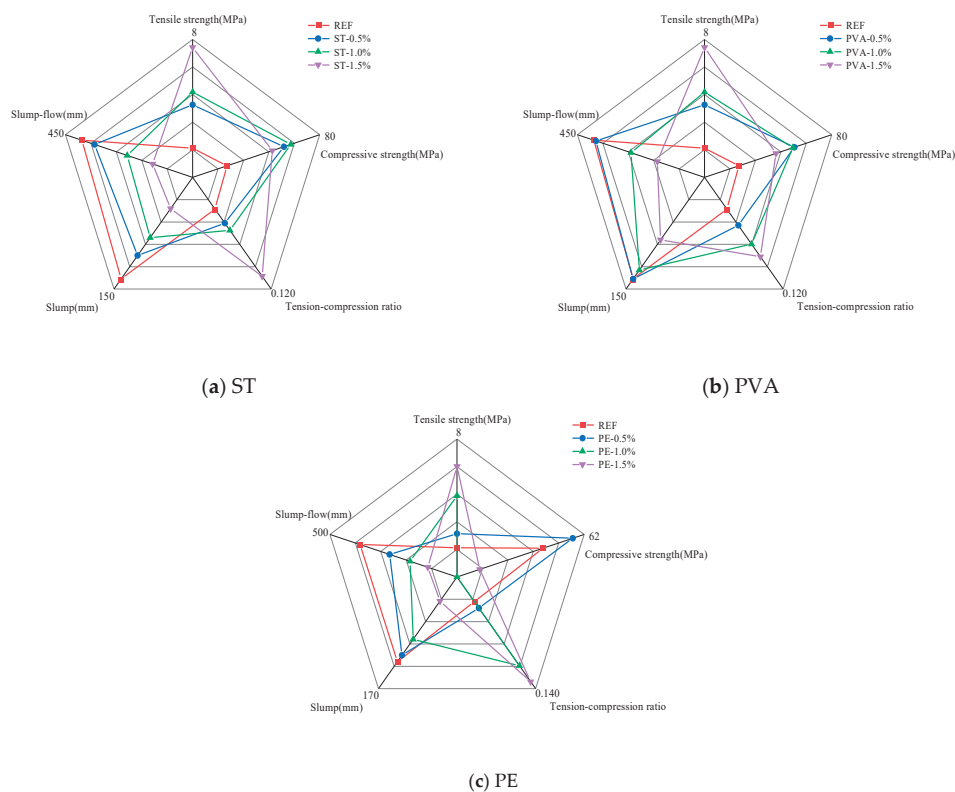 Tensile strength(MPa)
8
REF
ST-0.5%
ST-1.0%
ST-1.5%
Slump-flow(mm)
450
80
Compressive strength(MPa)
Slump(mm)
150
0.120
Tension-compression ratio
(a) ST
Tensile strength(MPa)
8
REF
PVA-0.5%
PVA-1.0%
PVA-1.5%
Slump-flow(mm)
450
80
Compressive strength(MPa)
Slump(mm)
150
0.120
Tension-compression ratio
(b) PVA
Tensile strength(MPa)
8
REF
PE-0.5%
PE-1.0%
PE-1.5%
Slump-flow(mm)
500
62
Compressive strength(MPa)
Slump(mm)
170
0.140
Tension-compression ratio
(c) PE